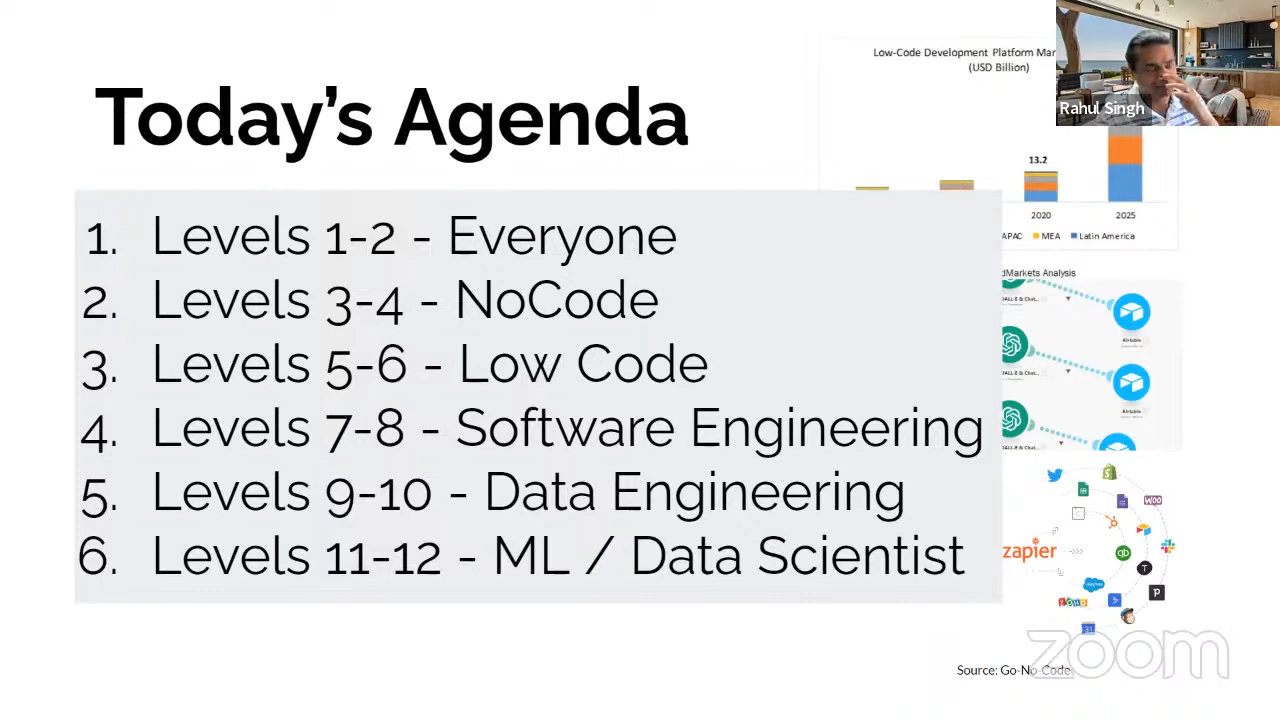 Today's Agenda
1. Levels 1-2 - Everyone
2. Levels 3-4 - NoCode
3. Levels 5-6 - Low Code
4. Levels 7-8 - Software Engineering
5. Levels 9-10 - Data Engineering
6. Levels 11-12 - ML / Data Scientist
Low-Code Development Platform
(USD Billion)
Rahul Singh
13.2
2020 2025
APAC MEA Latin America
Analysis
Airtable
Airtable
WOO
zapier
qb
T
P
ZOHO
Source: Go-No-Code
zoom